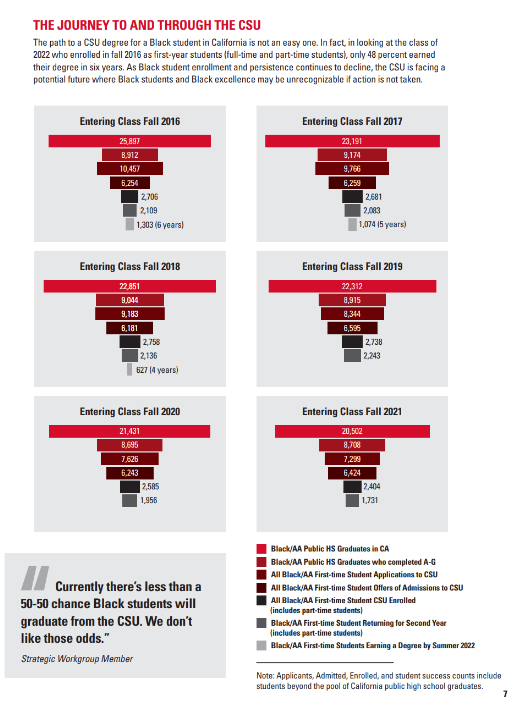 THE JOURNEY TO AND THROUGH THE CSU
The path to a CSU degree for a Black student in California is not an easy one. In fact, in looking at the class of
2022 who enrolled in fall 2016 as first-year students (full-time and part-time students), only 48 percent earned
their degree in six years. As Black student enrollment and persistence continues to decline, the CSU is facing a
potential future where Black students and Black excellence may be unrecognizable if action is not taken.
Entering Class Fall 2016
25,897
8,912
10,457
6,254
2,706
2,109
1,303 (6 years)
Entering Class Fall 2017
23,191
9,174
9,766
6,259
2,681
2,083
1,074 (5 years)
Entering Class Fall 2018
22,851
9,044
9,183
6,181
2,758
2,136
627 (4 years)
Entering Class Fall 2019
22,312
8,915
8,344
6,595
2,738
2,243
Entering Class Fall 2020
21,431
8,695
7,626
6,243
2,585
1,956
Entering Class Fall 2021
20,502
8,708
7,299
6,424
2,404
1,731
"Currently there's less than a
50-50 chance Black students will
graduate from the CSU. We don't
like those odds."
Strategic Workgroup Member
Black/AA Public HS Graduates in CA
Black/AA Public HS Graduates who completed A-G
All Black/AA First-time Student Applications to CSU
All Black/AA First-time Student Offers of Admissions to CSU
All Black/AA First-time Student CSU Enrolled
(includes part-time students)
Black/AA First-time Student Returning for Second Year
(includes part-time students)
Black/AA First-time Students Earning a Degree by Summer 2022
Note: Applicants, Admitted, Enrolled, and student success counts include
students beyond the pool of California public high school graduates.
7